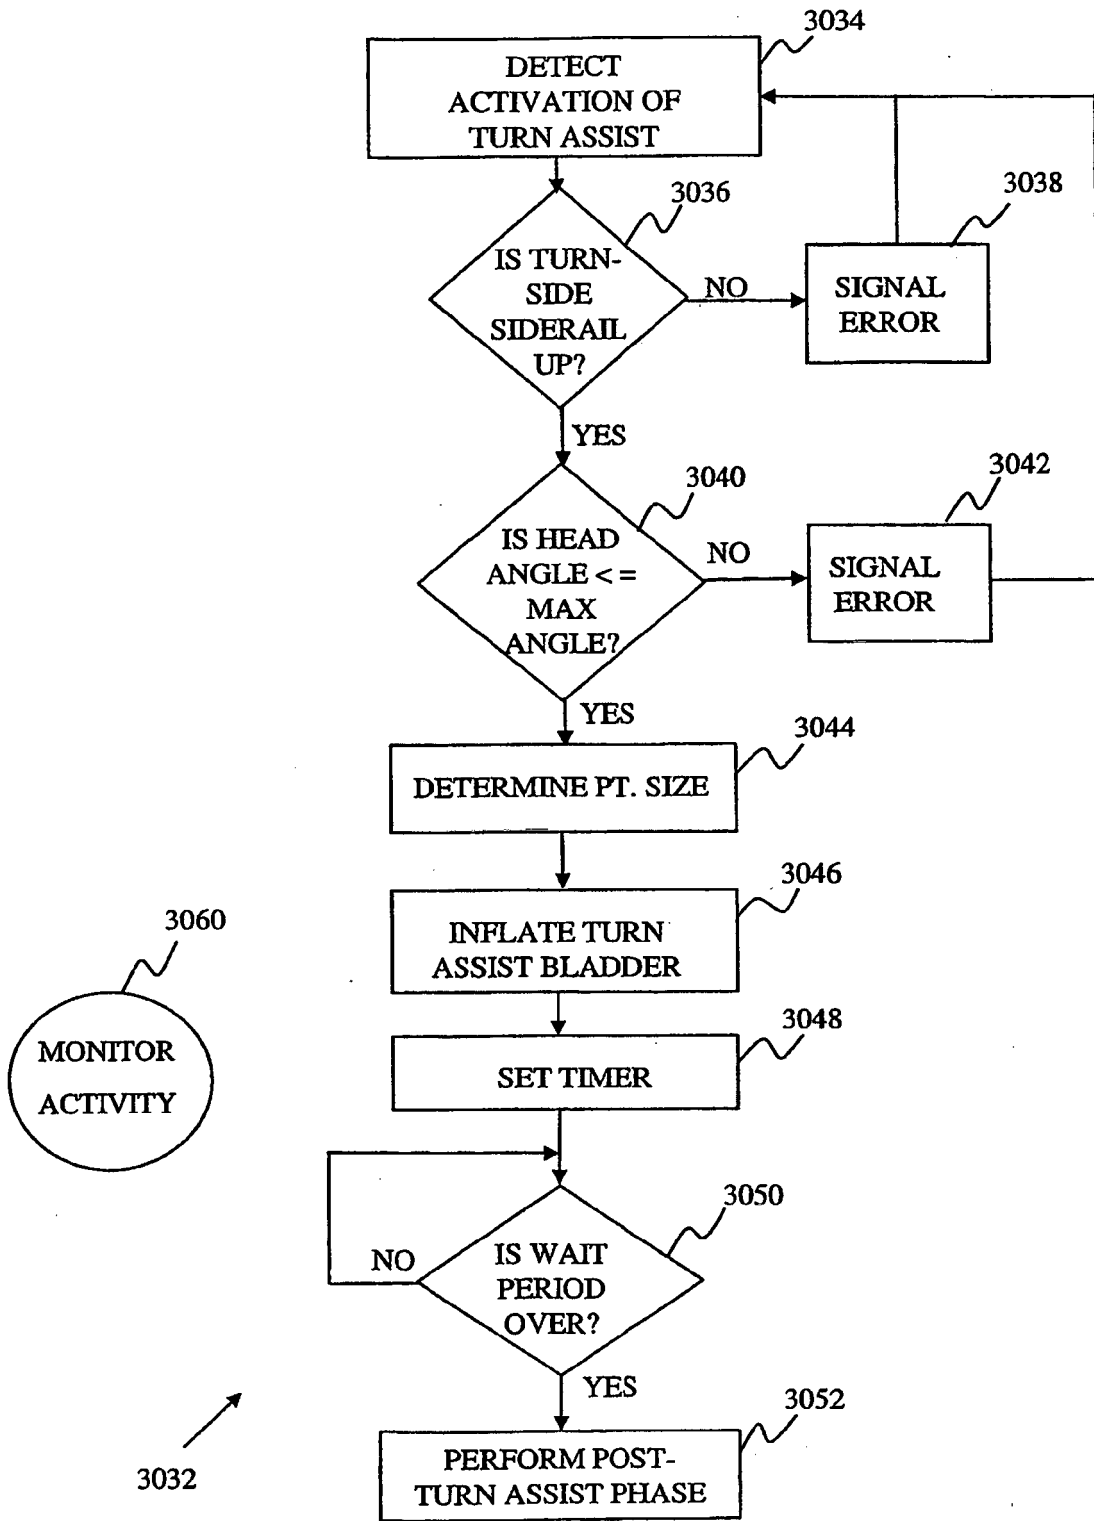 3034
DETECT
ACTIVATION OF
TURN ASSIST
3036
IS TURN-
SIDE
SIDERAIL
UP?
NO
3038
SIGNAL
ERROR
YES
3040
IS HEAD
ANGLE < =
MAX
ANGLE?
NO
3042
SIGNAL
ERROR
YES
3044
DETERMINE PT. SIZE
3046
INFLATE TURN
ASSIST BLADDER
3060
MONITOR
ACTIVITY
3048
SET TIMER
3050
IS WAIT
PERIOD
OVER?
NO
YES
3052
PERFORM POST-
TURN ASSIST PHASE
3032